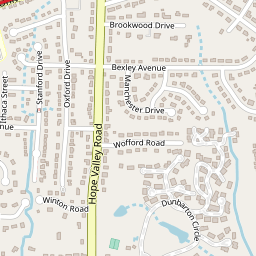 Brookwood Drive
Bexley Avenue
Ithaca Street
Stanford Drive
Oxford Drive
Manchester Drive
Hope Valley Road
Wofford Road
Winton Road
Dunbarton Circle